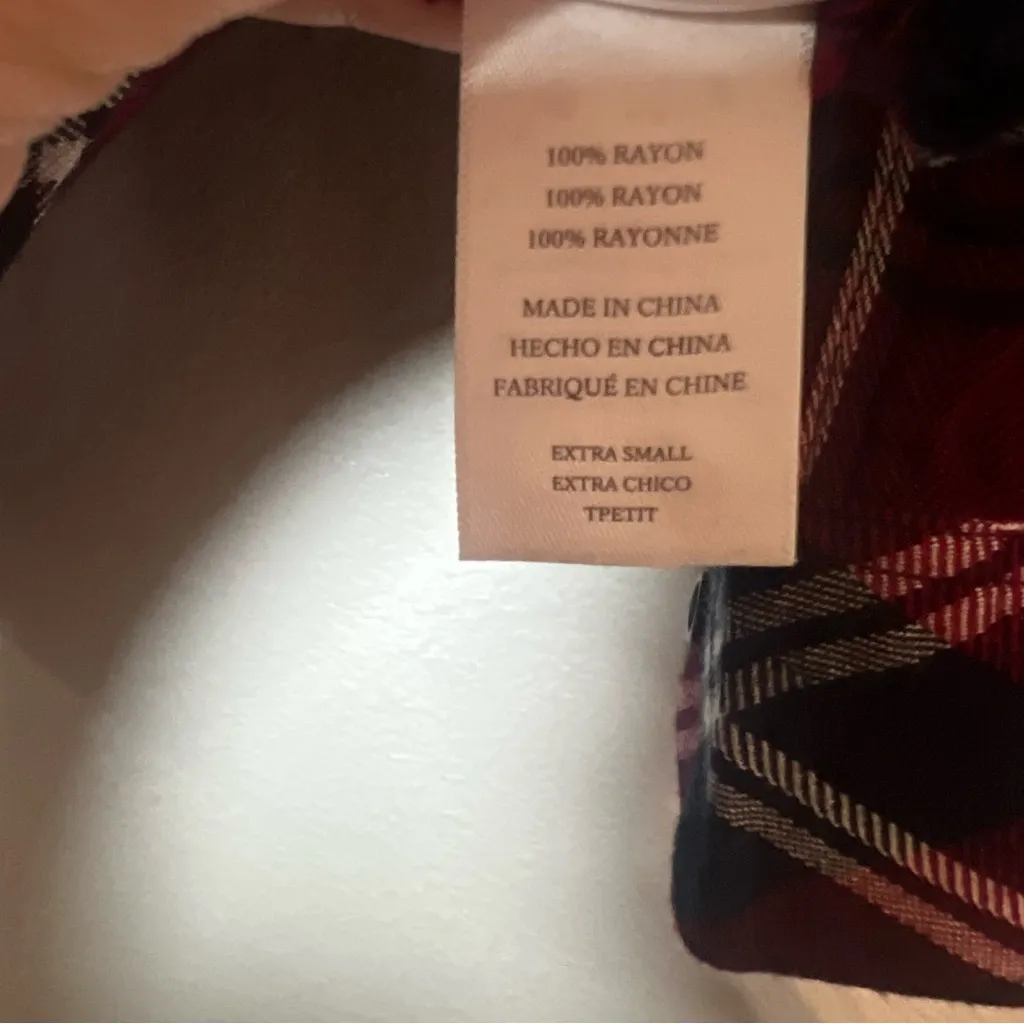 100% RAYON
100% RAYON
100% RAYONNE
MADE IN CHINA
HECHO EN CHINA
FABRIQUÉ EN CHINE
EXTRA SMALL
EXTRA CHICO
TPETIT